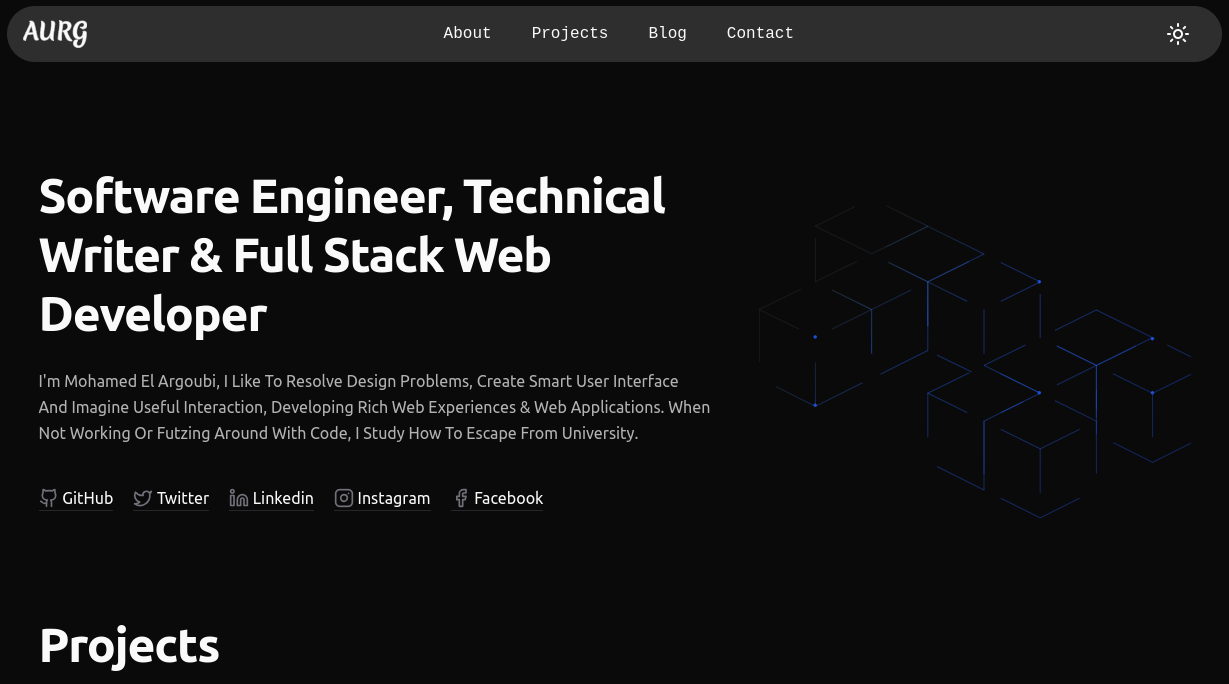 AURG
About Projects Blog Contact
Software Engineer, Technical
Writer & Full Stack Web
Developer
I'm Mohamed El Argoubi, I Like To Resolve Design Problems, Create Smart User Interface
And Imagine Useful Interaction, Developing Rich Web Experiences & Web Applications. When
Not Working Or Futzing Around With Code, I Study How To Escape From University.
GitHub Twitter Linkedin Instagram Facebook
Projects